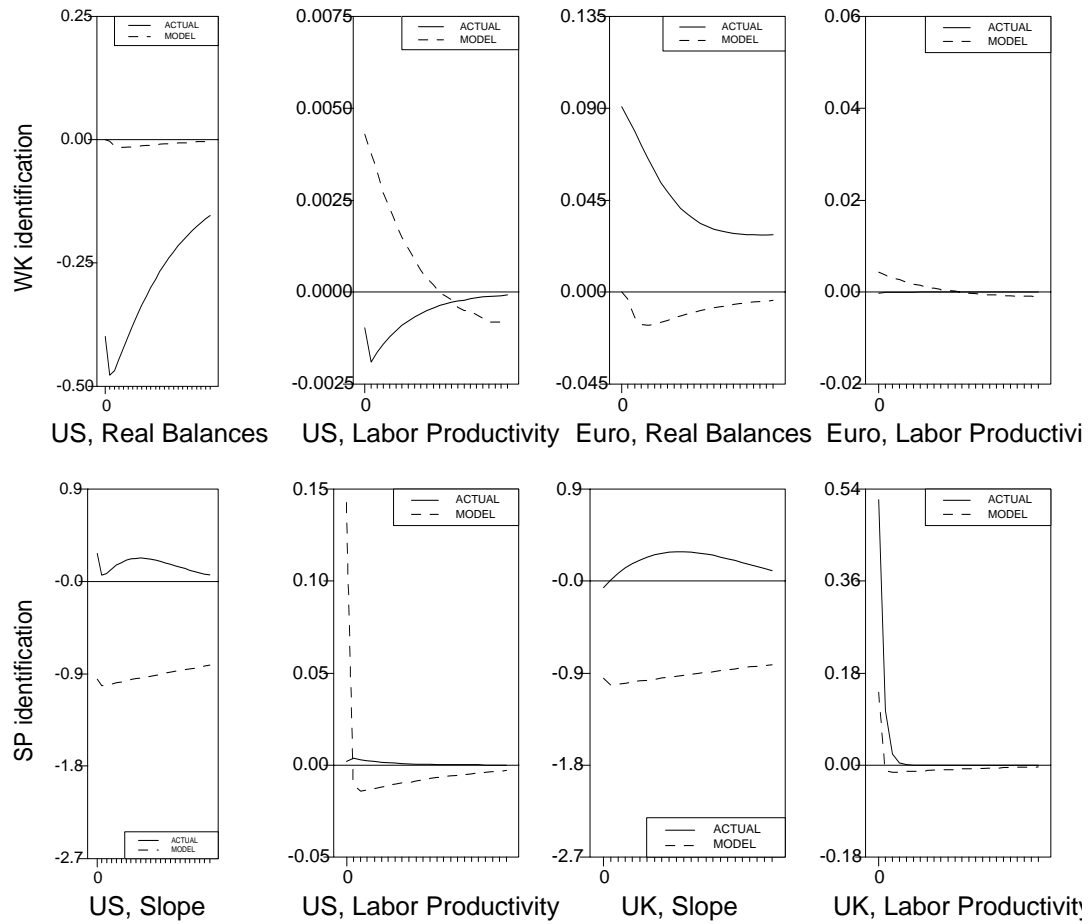 WK identification
0.25
0.00
-0.25
-0.50
ACTUAL
MODEL
0
US, Real Balances
0.0075
0.0050
0.0025
0.0000
-0.0025
ACTUAL
MODEL
0
US, Labor Productivity
0.135
0.090
0.045
0.000
-0.045
ACTUAL
MODEL
0
Euro, Real Balances
0.06
0.04
0.02
0.00
-0.02
ACTUAL
MODEL
0
Euro, Labor Productivi
SP identification
0.9
-0.0
-0.9
-1.8
-2.7
ACTUAL
MODEL
0
US, Slope
0.15
0.10
0.05
0.00
-0.05
ACTUAL
MODEL
0
US, Labor Productivity
0.9
-0.0
-0.9
-1.8
-2.7
ACTUAL
MODEL
0
UK, Slope
0.54
0.36
0.18
0.00
-0.18
ACTUAL
MODEL
0
UK, Labor Productivity